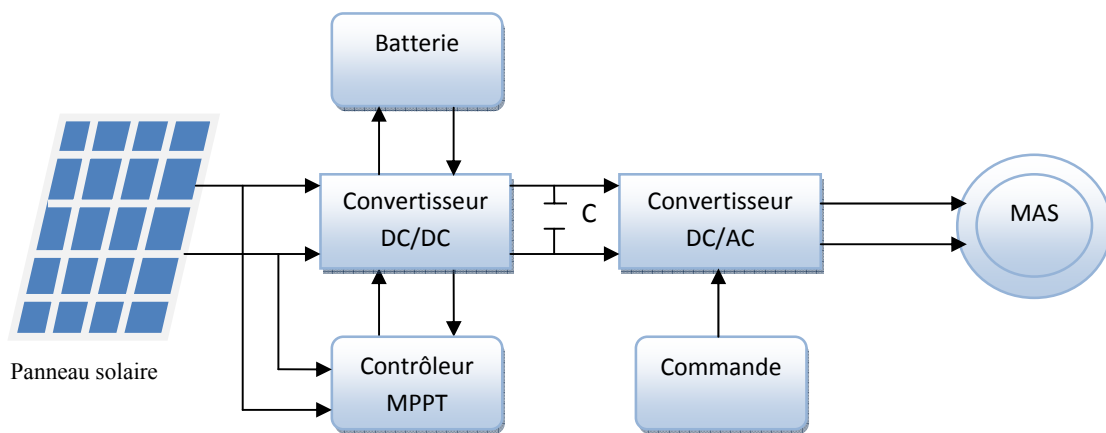 Batterie
Convertisseur
DC/DC
C
Convertisseur
DC/AC
MAS
Panneau solaire
Contrôleur
MPPT
Commande